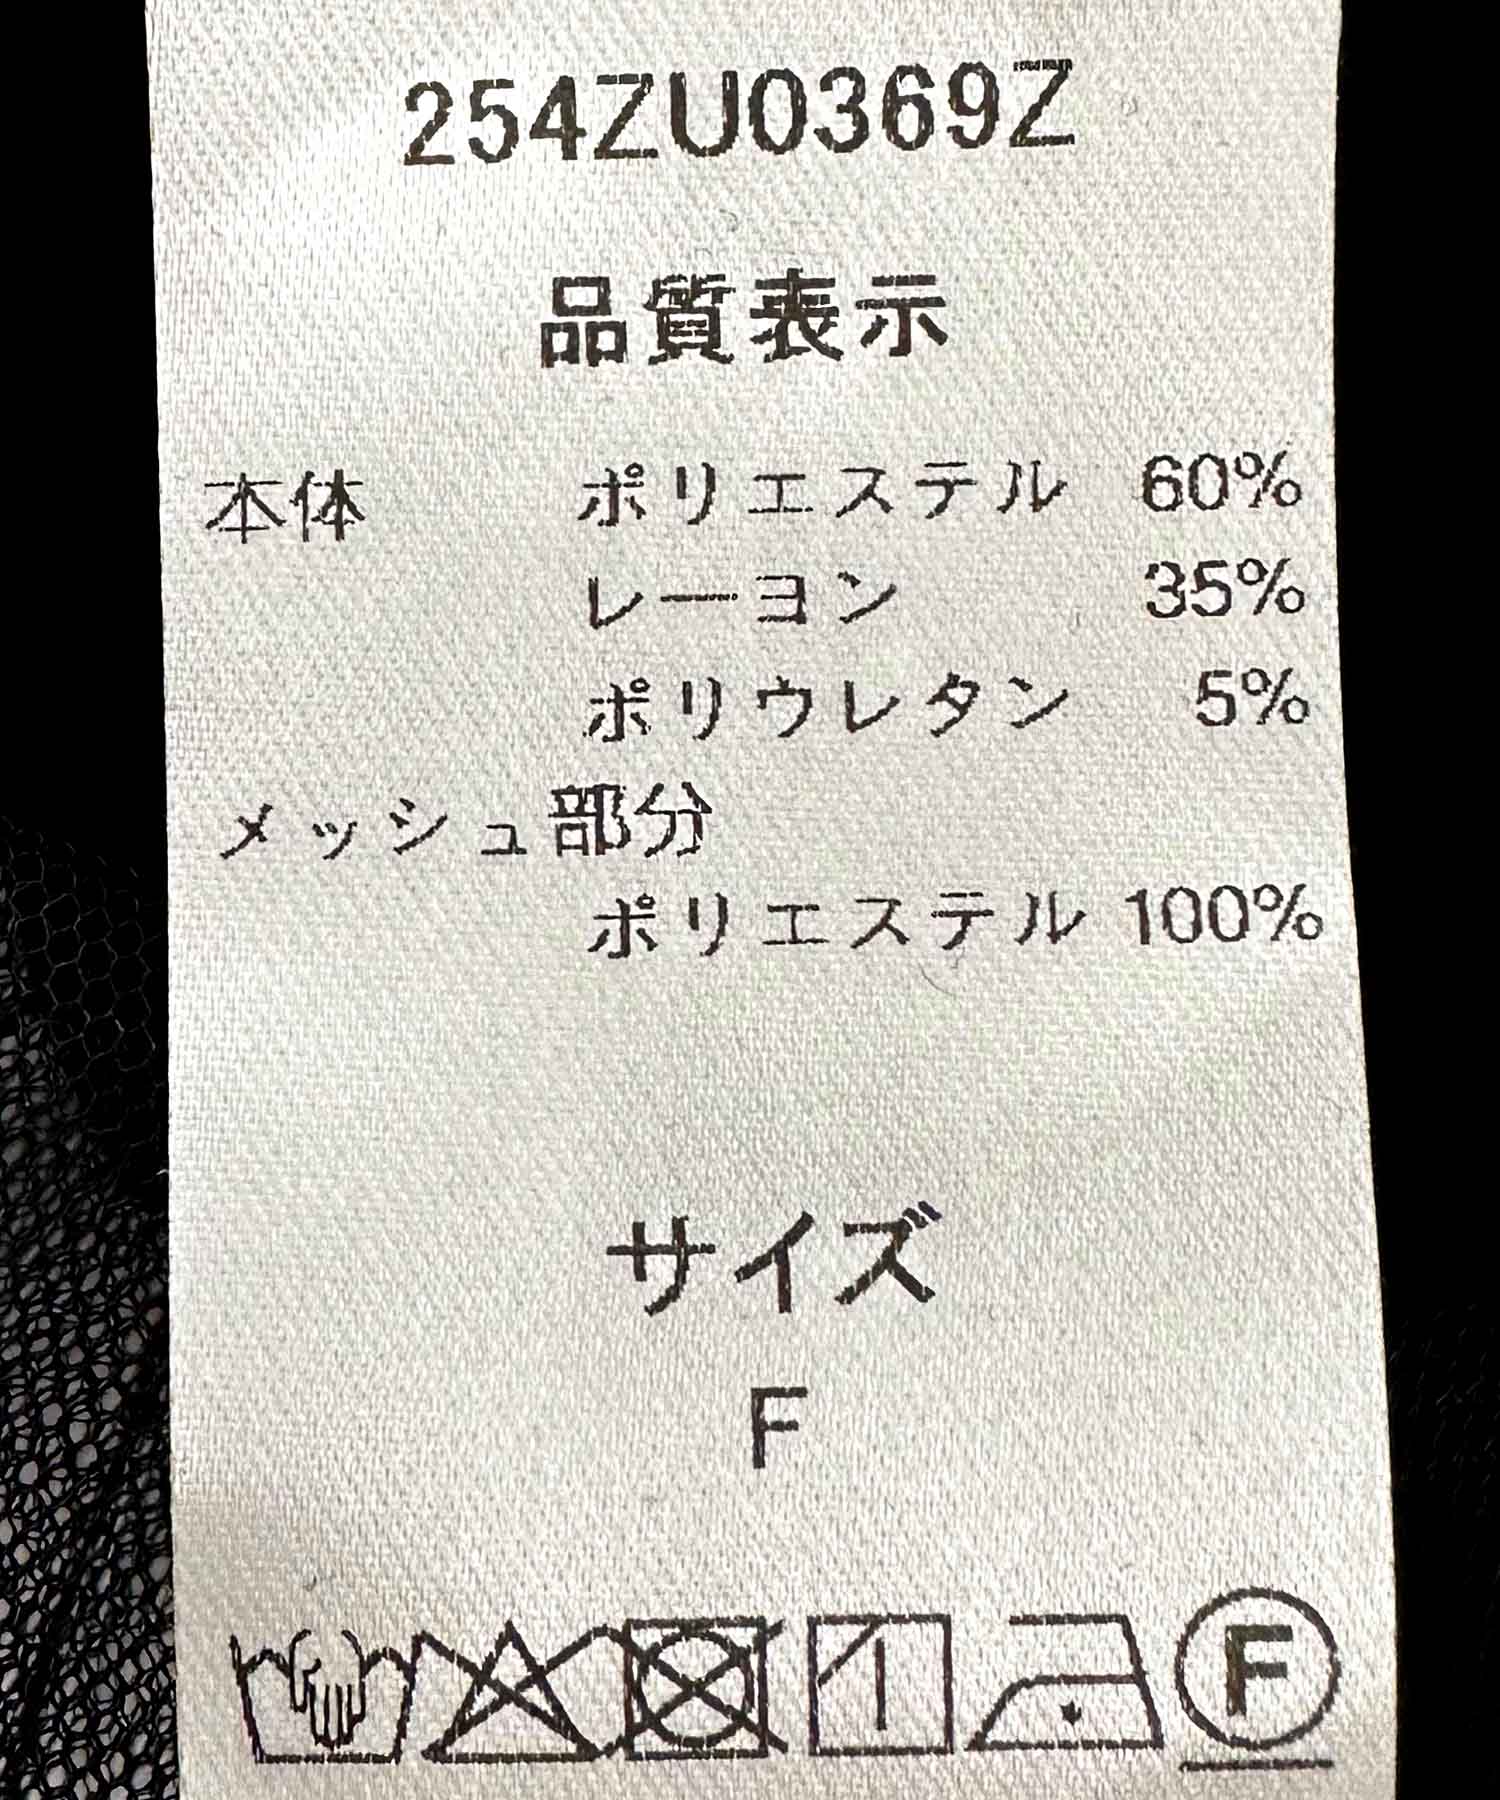 254ZU0369Z
品質表示
本体 ポリエステル 60%
レーヨン 35%
ポリウレタン 5%
メッシュ部分
ポリエステル 100%
サイズ
F
F